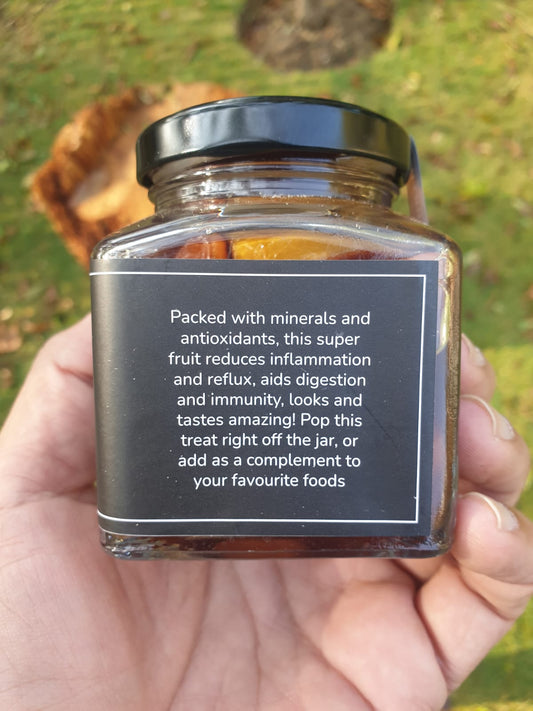 Packed with minerals and
antioxidants, this super
fruit reduces inflammation
and reflux, aids digestion
and immunity, looks and
tastes amazing! Pop this
treat right off the jar, or
add as a complement to
your favourite foods